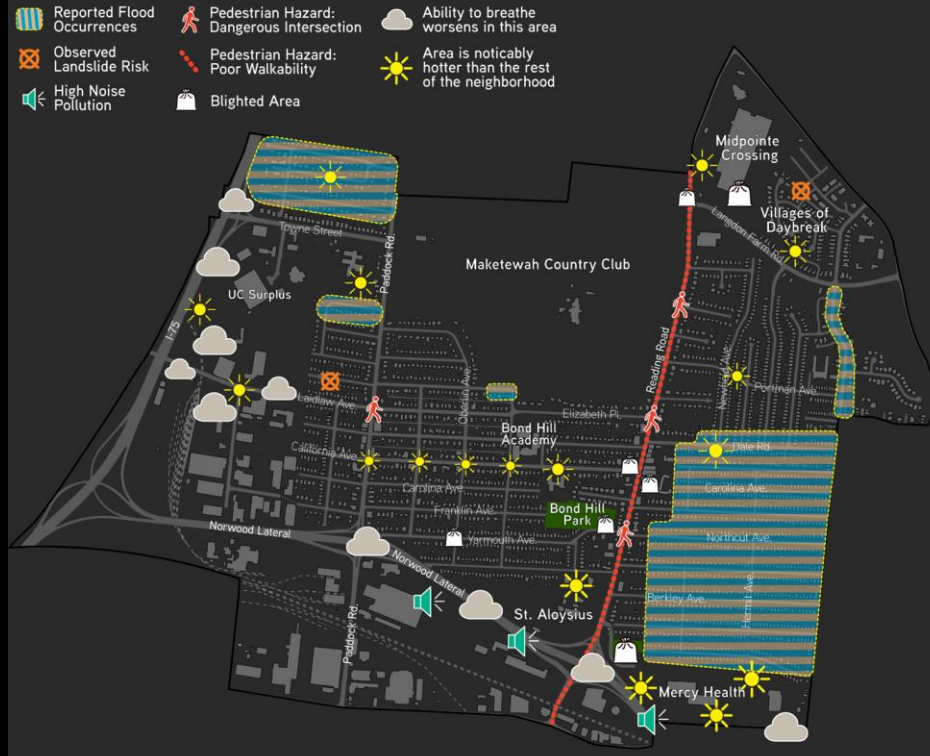 Reported Flood
Occurrences
Observed
Landslide Risk
High Noise
Pollution
Pedestrian Hazard:
Dangerous Intersection
Pedestrian Hazard:
Poor Walkability
Blighted Area
Ability to breathe
worsens in this area
Area is noticably
hotter than the rest
of the neighborhood
Midpointe
Crossing
Villages of
Daybreak
Langdon Farm Rd
Towne Street
Paddock Rd.
Maketewah Country Club
UC Surplus
I-75
Reading Road
Portman Ave.
Laidlaw Ave.
Elizabeth Pl.
Bond Hill
Academy
Dale Rd.
California Ave.
Carolina Ave.
Carolina Ave.
Franklin Ave.
Bond Hill
Park
Norwood Lateral
Yarmouth Ave.
Northcut Ave.
Norwood Lateral
Berkley Ave.
Hermit Ave.
St. Aloysius
Paddock Rd.
Mercy Health